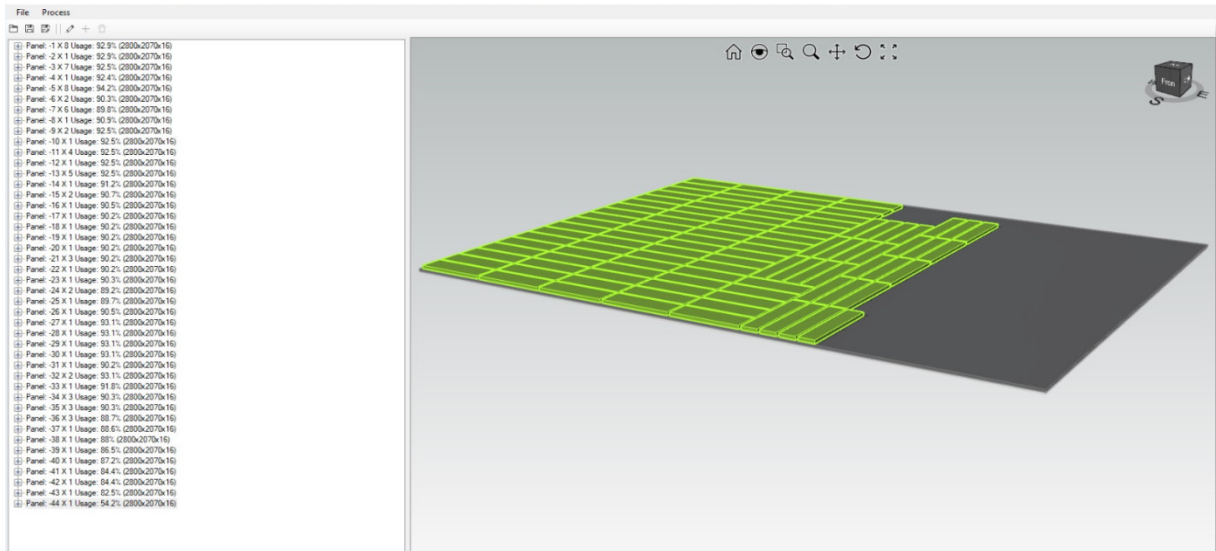 File Process
Panel: -1 X 8 Usage: 92.9% (2800x2070x16)
Panel: -2 X 1 Usage: 92.9% (2800x2070x16)
Panel: -3 X 7 Usage: 92.5% (2800x2070x16)
Panel: -4 X 1 Usage: 92.4% (2800x2070x16)
Panel: -5 X 8 Usage: 94.2% (2800x2070x16)
Panel: -6 X 2 Usage: 90.3% (2800x2070x16)
Panel: -7 X 6 Usage: 89.8% (2800x2070x16)
Panel: -8 X 1 Usage: 90.9% (2800x2070x16)
Panel: -9 X 2 Usage: 92.5% (2800x2070x16)
Panel: -10 X 1 Usage: 92.5% (2800x2070x16)
Panel: -11 X 4 Usage: 92.5% (2800x2070x16)
Panel: -12 X 1 Usage: 92.5% (2800x2070x16)
Panel: -13 X 5 Usage: 92.5% (2800x2070x16)
Panel: -14 X 1 Usage: 91.2% (2800x2070x16)
Panel: -15 X 2 Usage: 90.7% (2800x2070x16)
Panel: -16 X 1 Usage: 90.5% (2800x2070x16)
Panel: -17 X 1 Usage: 90.2% (2800x2070x16)
Panel: -18 X 1 Usage: 90.2% (2800x2070x16)
Panel: -19 X 1 Usage: 90.2% (2800x2070x16)
Panel: -20 X 1 Usage: 90.2% (2800x2070x16)
Panel: -21 X 3 Usage: 90.2% (2800x2070x16)
Panel: -22 X 1 Usage: 90.2% (2800x2070x16)
Panel: -23 X 1 Usage: 90.3% (2800x2070x16)
Panel: -24 X 2 Usage: 89.2% (2800x2070x16)
Panel: -25 X 1 Usage: 89.7% (2800x2070x16)
Panel: -26 X 1 Usage: 90.5% (2800x2070x16)
Panel: -27 X 1 Usage: 93.1% (2800x2070x16)
Panel: -28 X 1 Usage: 93.1% (2800x2070x16)
Panel: -29 X 1 Usage: 93.1% (2800x2070x16)
Panel: -30 X 1 Usage: 93.1% (2800x2070x16)
Panel: -31 X 1 Usage: 90.2% (2800x2070x16)
Panel: -32 X 2 Usage: 93.1% (2800x2070x16)
Panel: -33 X 1 Usage: 91.8% (2800x2070x16)
Panel: -34 X 3 Usage: 90.3% (2800x2070x16)
Panel: -35 X 3 Usage: 90.3% (2800x2070x16)
Panel: -36 X 3 Usage: 88.7% (2800x2070x16)
Panel: -37 X 1 Usage: 88.6% (2800x2070x16)
Panel: -38 X 1 Usage: 88% (2800x2070x16)
Panel: -39 X 1 Usage: 86.5% (2800x2070x16)
Panel: -40 X 1 Usage: 87.2% (2800x2070x16)
Panel: -41 X 1 Usage: 84.4% (2800x2070x16)
Panel: -42 X 1 Usage: 84.4% (2800x2070x16)
Panel: -43 X 1 Usage: 82.5% (2800x2070x16)
Panel: -44 X 1 Usage: 54.2% (2800x2070x16)
Fron
S
E